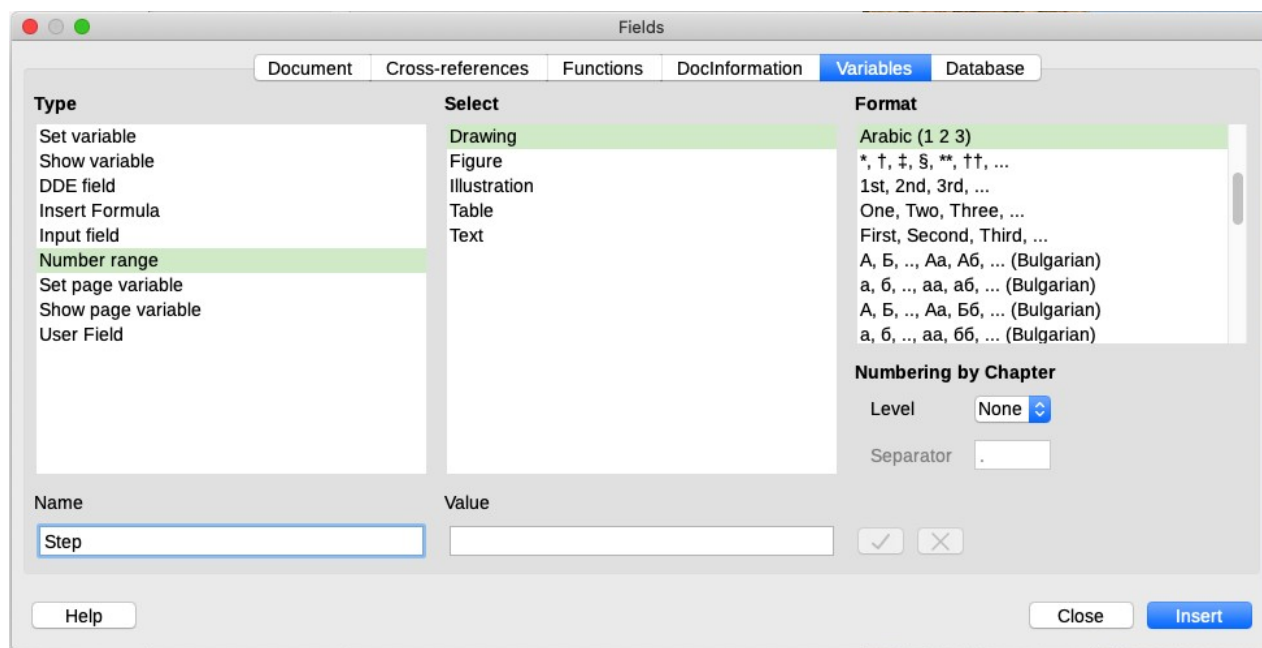 Fields
Document Cross-references Functions DocInformation Variables Database
Type
Set variable
Show variable
DDE field
Insert Formula
Input field
Number range
Set page variable
Show page variable
User Field
Select
Drawing
Figure
Illustration
Table
Text
Format
Arabic (1 2 3)
*, †, ‡, §, **, ††, ...
1st, 2nd, 3rd, ...
One, Two, Three, ...
First, Second, Third, ...
А, Б, .., Аа, Аб, ... (Bulgarian)
а, б, .., аа, аб, ... (Bulgarian)
А, Б, .., Аа, Бб, ... (Bulgarian)
а, б, .., аа, бб, ... (Bulgarian)
Numbering by Chapter
Level None
Separator .
Name
Step
Value
Help Close Insert